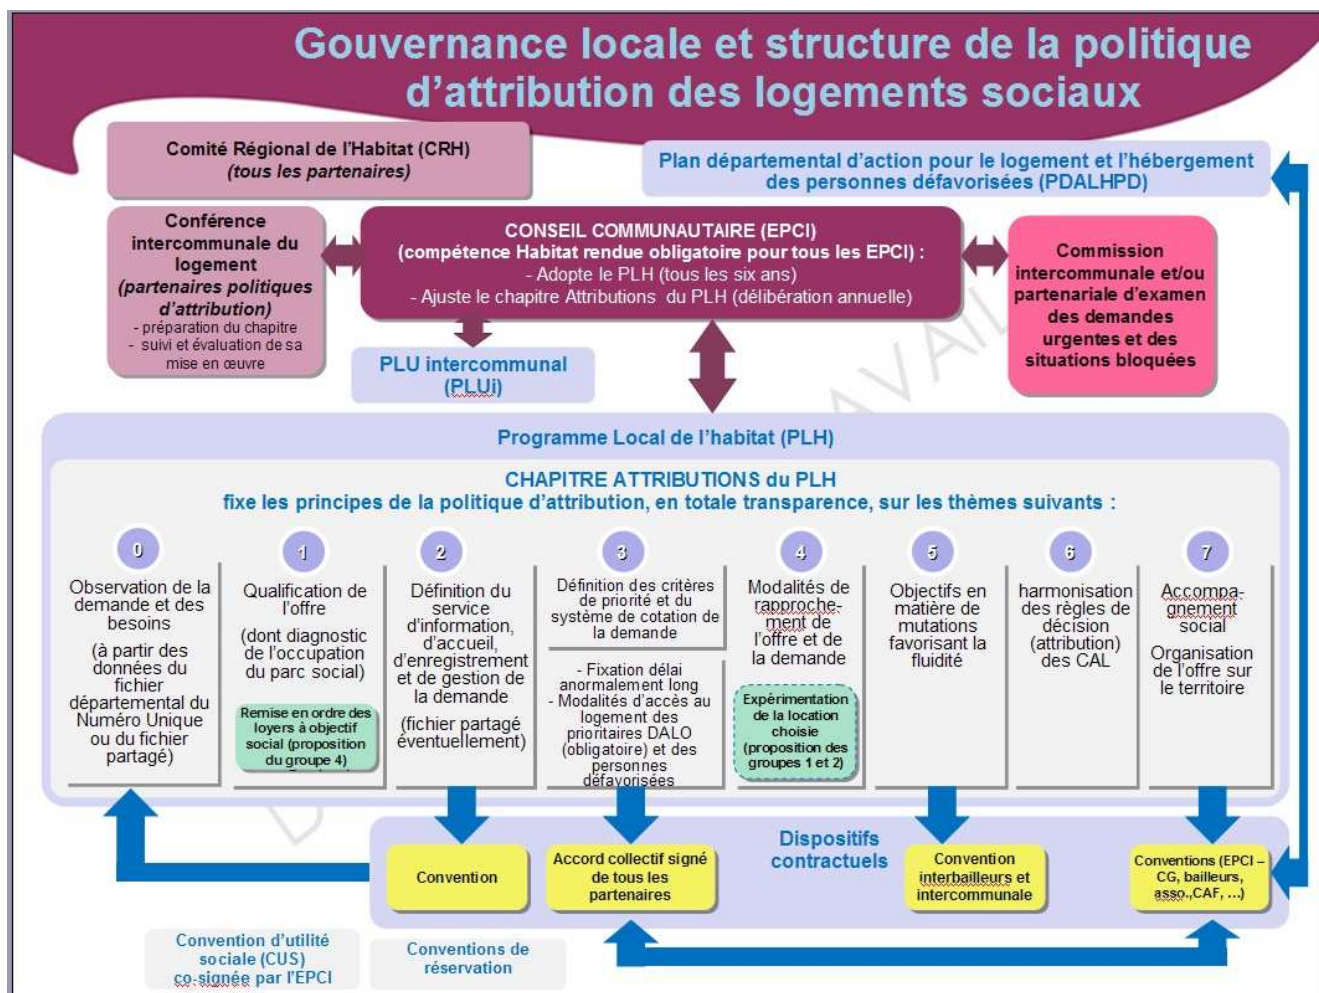 Gouvernance locale et structure de la politique
d'attribution des logements sociaux
Comité Régional de l'Habitat (CRH)
(tous les partenaires)
Plan départemental d'action pour le logement et l'hébergement
des personnes défavorisées (PDALHPD)
Conférence
intercommunale du
logement
(partenaires politiques
d'attribution)
- préparation du chapitre
- suivi et évaluation de sa
mise en œuvre
CONSEIL COMMUNAUTAIRE (EPCI)
(compétence Habitat rendue obligatoire pour tous les EPCI) :
- Adopte le PLH (tous les six ans)
- Ajuste le chapitre Attributions du PLH (délibération annuelle)
Commission
intercommunale et/ou
partenariale d'examen
des demandes
urgentes et des
situations bloquées
PLU intercommunal
(PLUi)
Programme Local de l'habitat (PLH)
CHAPITRE ATTRIBUTIONS du PLH
fixe les principes de la politique d'attribution, en totale transparence, sur les thèmes suivants :
0
Observation de la
demande et des
besoins
(à partir des
données du
fichier
départemental du
Numéro Unique
ou du fichier
partagé)
1
Qualification de
l'offre
(dont diagnostic
de l'occupation
du parc social)
Remise en ordre des
loyers à objectif
social (proposition
du groupe 4)
2
Définition du
service
d'information,
d'accueil,
d'enregistrement
et de gestion de
la demande
(fichier partagé
éventuellement)
3
Définition des critères
de priorité et du
système de cotation de
la demande
- Fixation délai
anormalement long
- Modalités d'accès au
logement des
prioritaires DALO
(obligatoire) et des
personnes
défavorisées
4
Modalités de
rapproche-
ment de
l'offre et de
la demande
Expérimentation
de la location
choisie
(proposition des
groupes 1 et 2)
5
Objectifs en
matière de
mutations
favorisant la
fluidité
6
harmonisation
des règles de
décision
(attribution)
des CAL
7
Accompa-
gnement
social
Organisation
de l'offre sur
le territoire
Dispositifs
contractuels
Convention
Accord collectif signé
de tous les
partenaires
Convention
interbailleurs et
intercommunale
Conventions (EPCI –
CG, bailleurs,
asso.,CAF, ...)
Convention d'utilité
sociale (CUS)
co-signée par l'EPCI
Conventions de
réservation